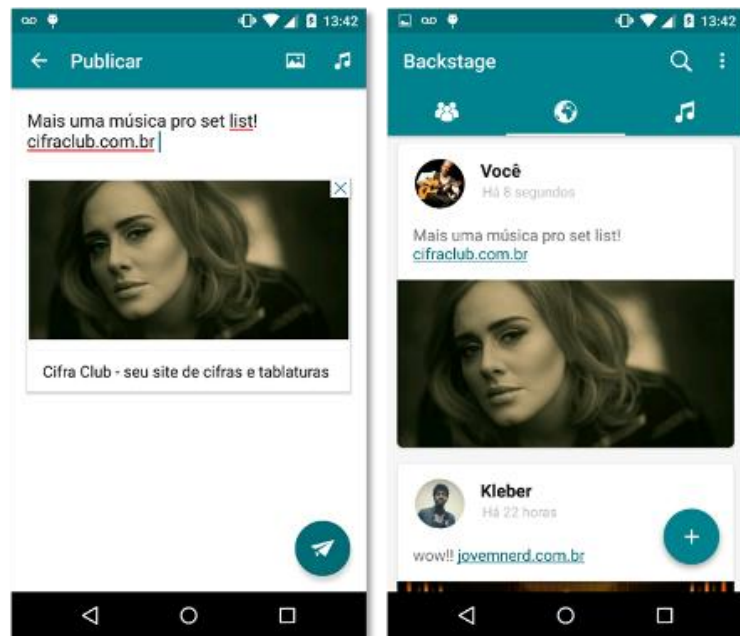 13:42
Publicar
Mais uma música pro set list!
cifraclub.com.br
Cifra Club - seu site de cifras e tablaturas
13:42
Backstage
Você
Há 8 segundos
Mais uma música pro set list!
cifraclub.com.br
Kleber
Há 22 horas
wow!! jovemnerd.com.br